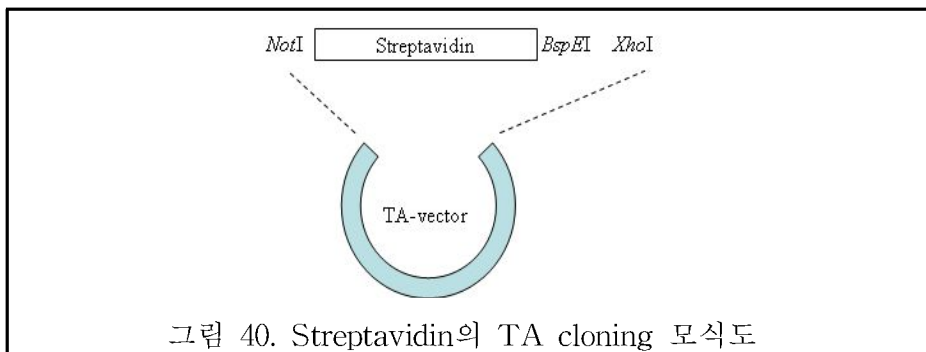 NotI Streptavidin BspEI XhoI
TA-vector
그림 40. Streptavidin의 TA cloning 모식도